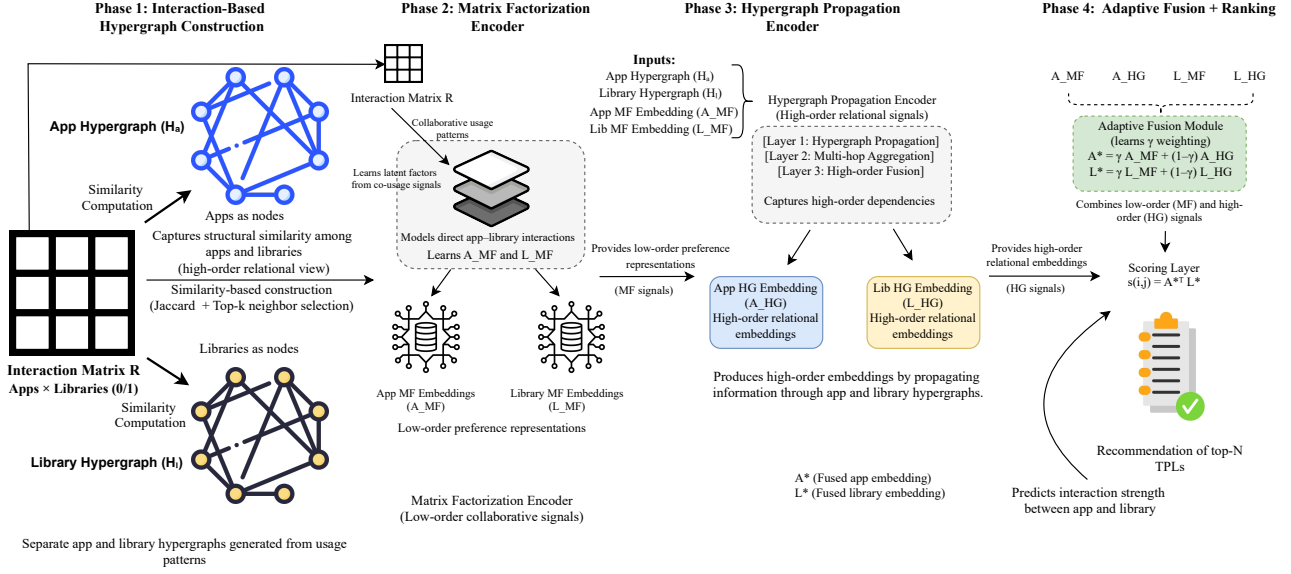 Phase 1: Interaction-Based
Hypergraph Construction
App Hypergraph (Hₐ)
Similarity
Computation
Apps as nodes
Captures structural similarity among
apps and libraries
(high-order relational view)
Similarity-based construction
(Jaccard + Top-k neighbor selection)
Interaction Matrix R
Apps × Libraries (0/1)
Libraries as nodes
Similarity
Computation
Library Hypergraph (Hₗ)
Separate app and library hypergraphs generated from usage
patterns
Phase 2: Matrix Factorization
Encoder
Interaction Matrix R
Collaborative usage
patterns
Learns latent factors
from co-usage signals
Models direct app–library interactions
Learns A_MF and L_MF
App MF Embeddings
(A_MF)
Library MF Embeddings
(L_MF)
Low-order preference representations
Matrix Factorization Encoder
(Low-order collaborative signals)
Provides low-order preference
representations
(MF signals)
Phase 3: Hypergraph Propagation
Encoder
Inputs:
App Hypergraph (Hₐ)
Library Hypergraph (Hₗ)
App MF Embedding (A_MF)
Lib MF Embedding (L_MF)
Hypergraph Propagation Encoder
(High-order relational signals)
[Layer 1: Hypergraph Propagation]
[Layer 2: Multi-hop Aggregation]
[Layer 3: High-order Fusion]
Captures high-order dependencies
App HG Embedding
(A_HG)
High-order relational
embeddings
Lib HG Embedding
(L_HG)
High-order relational
embeddings
Produces high-order embeddings by propagating
information through app and library hypergraphs.
A* (Fused app embedding)
L* (Fused library embedding)
Provides high-order
relational embeddings
(HG signals)
Phase 4: Adaptive Fusion + Ranking
A_MF A_HG L_MF L_HG
Adaptive Fusion Module
(learns γ weighting)
A* = γ A_MF + (1–γ) A_HG
L* = γ L_MF + (1–γ) L_HG
Combines low-order (MF) and high-
order (HG) signals
Scoring Layer
s(i,j) = A*ᵀ L*
Recommendation of top-N
TPLs
Predicts interaction strength
between app and library